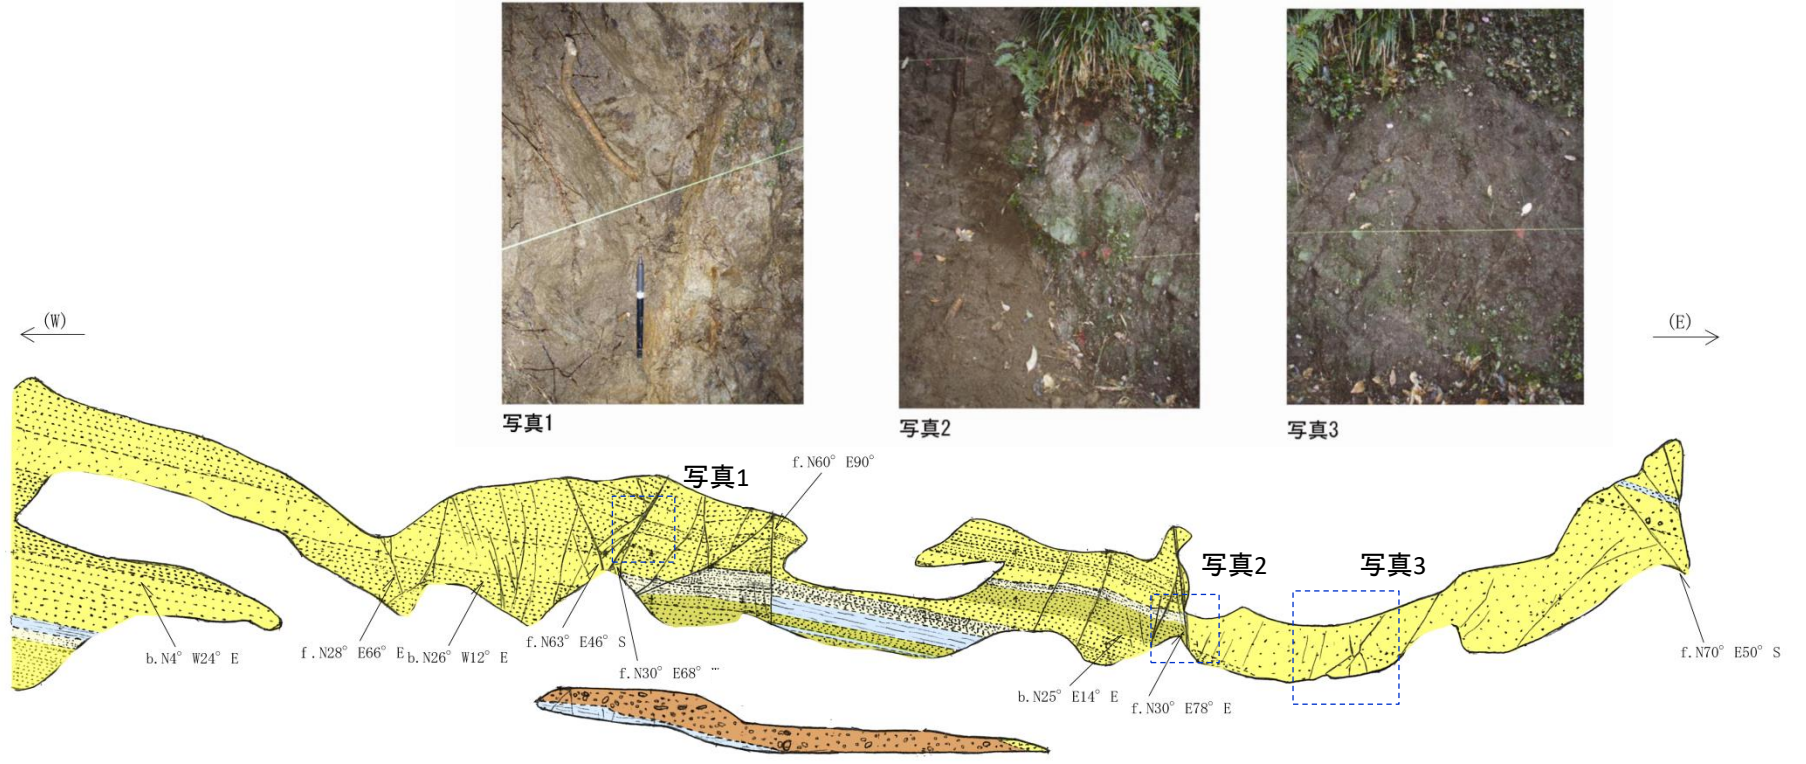 写真1
写真2
写真3
(W)
(E)
写真1
f.N60° E90°
写真2
写真3
b.N4° W24° E
f.N28° E66° E
b.N26° W12° E
f.N63° E46° S
f.N30° E68° …
b.N25° E14° E
f.N30° E78° E
f.N70° E50° S